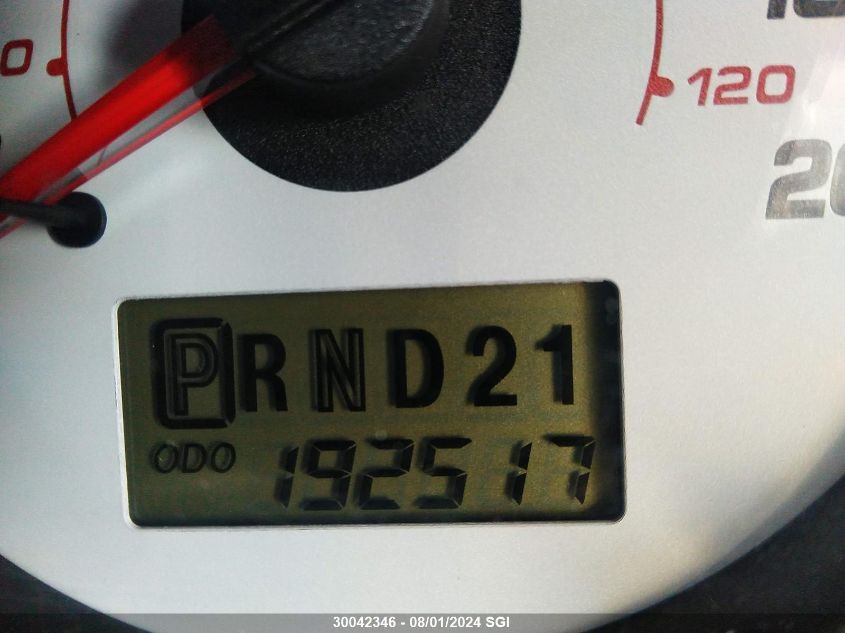 120
PRND21
ODO 192517
30042346 - 08/01/2024 SGI